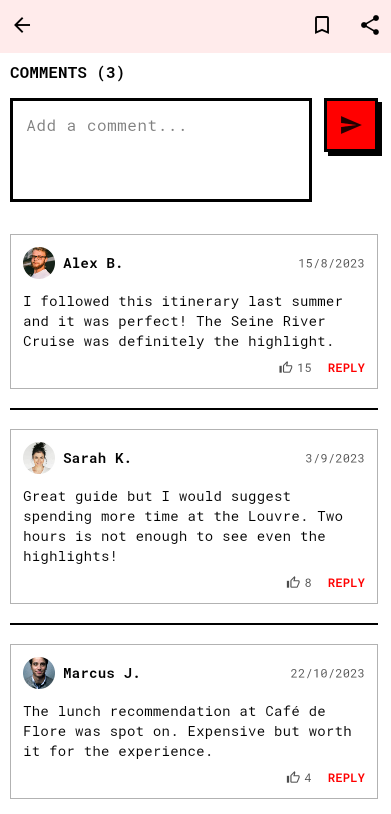 COMMENTS (3)
Add a comment...
Alex B.
15/8/2023
I followed this itinerary last summer
and it was perfect! The Seine River
Cruise was definitely the highlight.
15 REPLY
Sarah K.
3/9/2023
Great guide but I would suggest
spending more time at the Louvre. Two
hours is not enough to see even the
highlights!
8 REPLY
Marcus J.
22/10/2023
The lunch recommendation at Café de
Flore was spot on. Expensive but worth
it for the experience.
4 REPLY